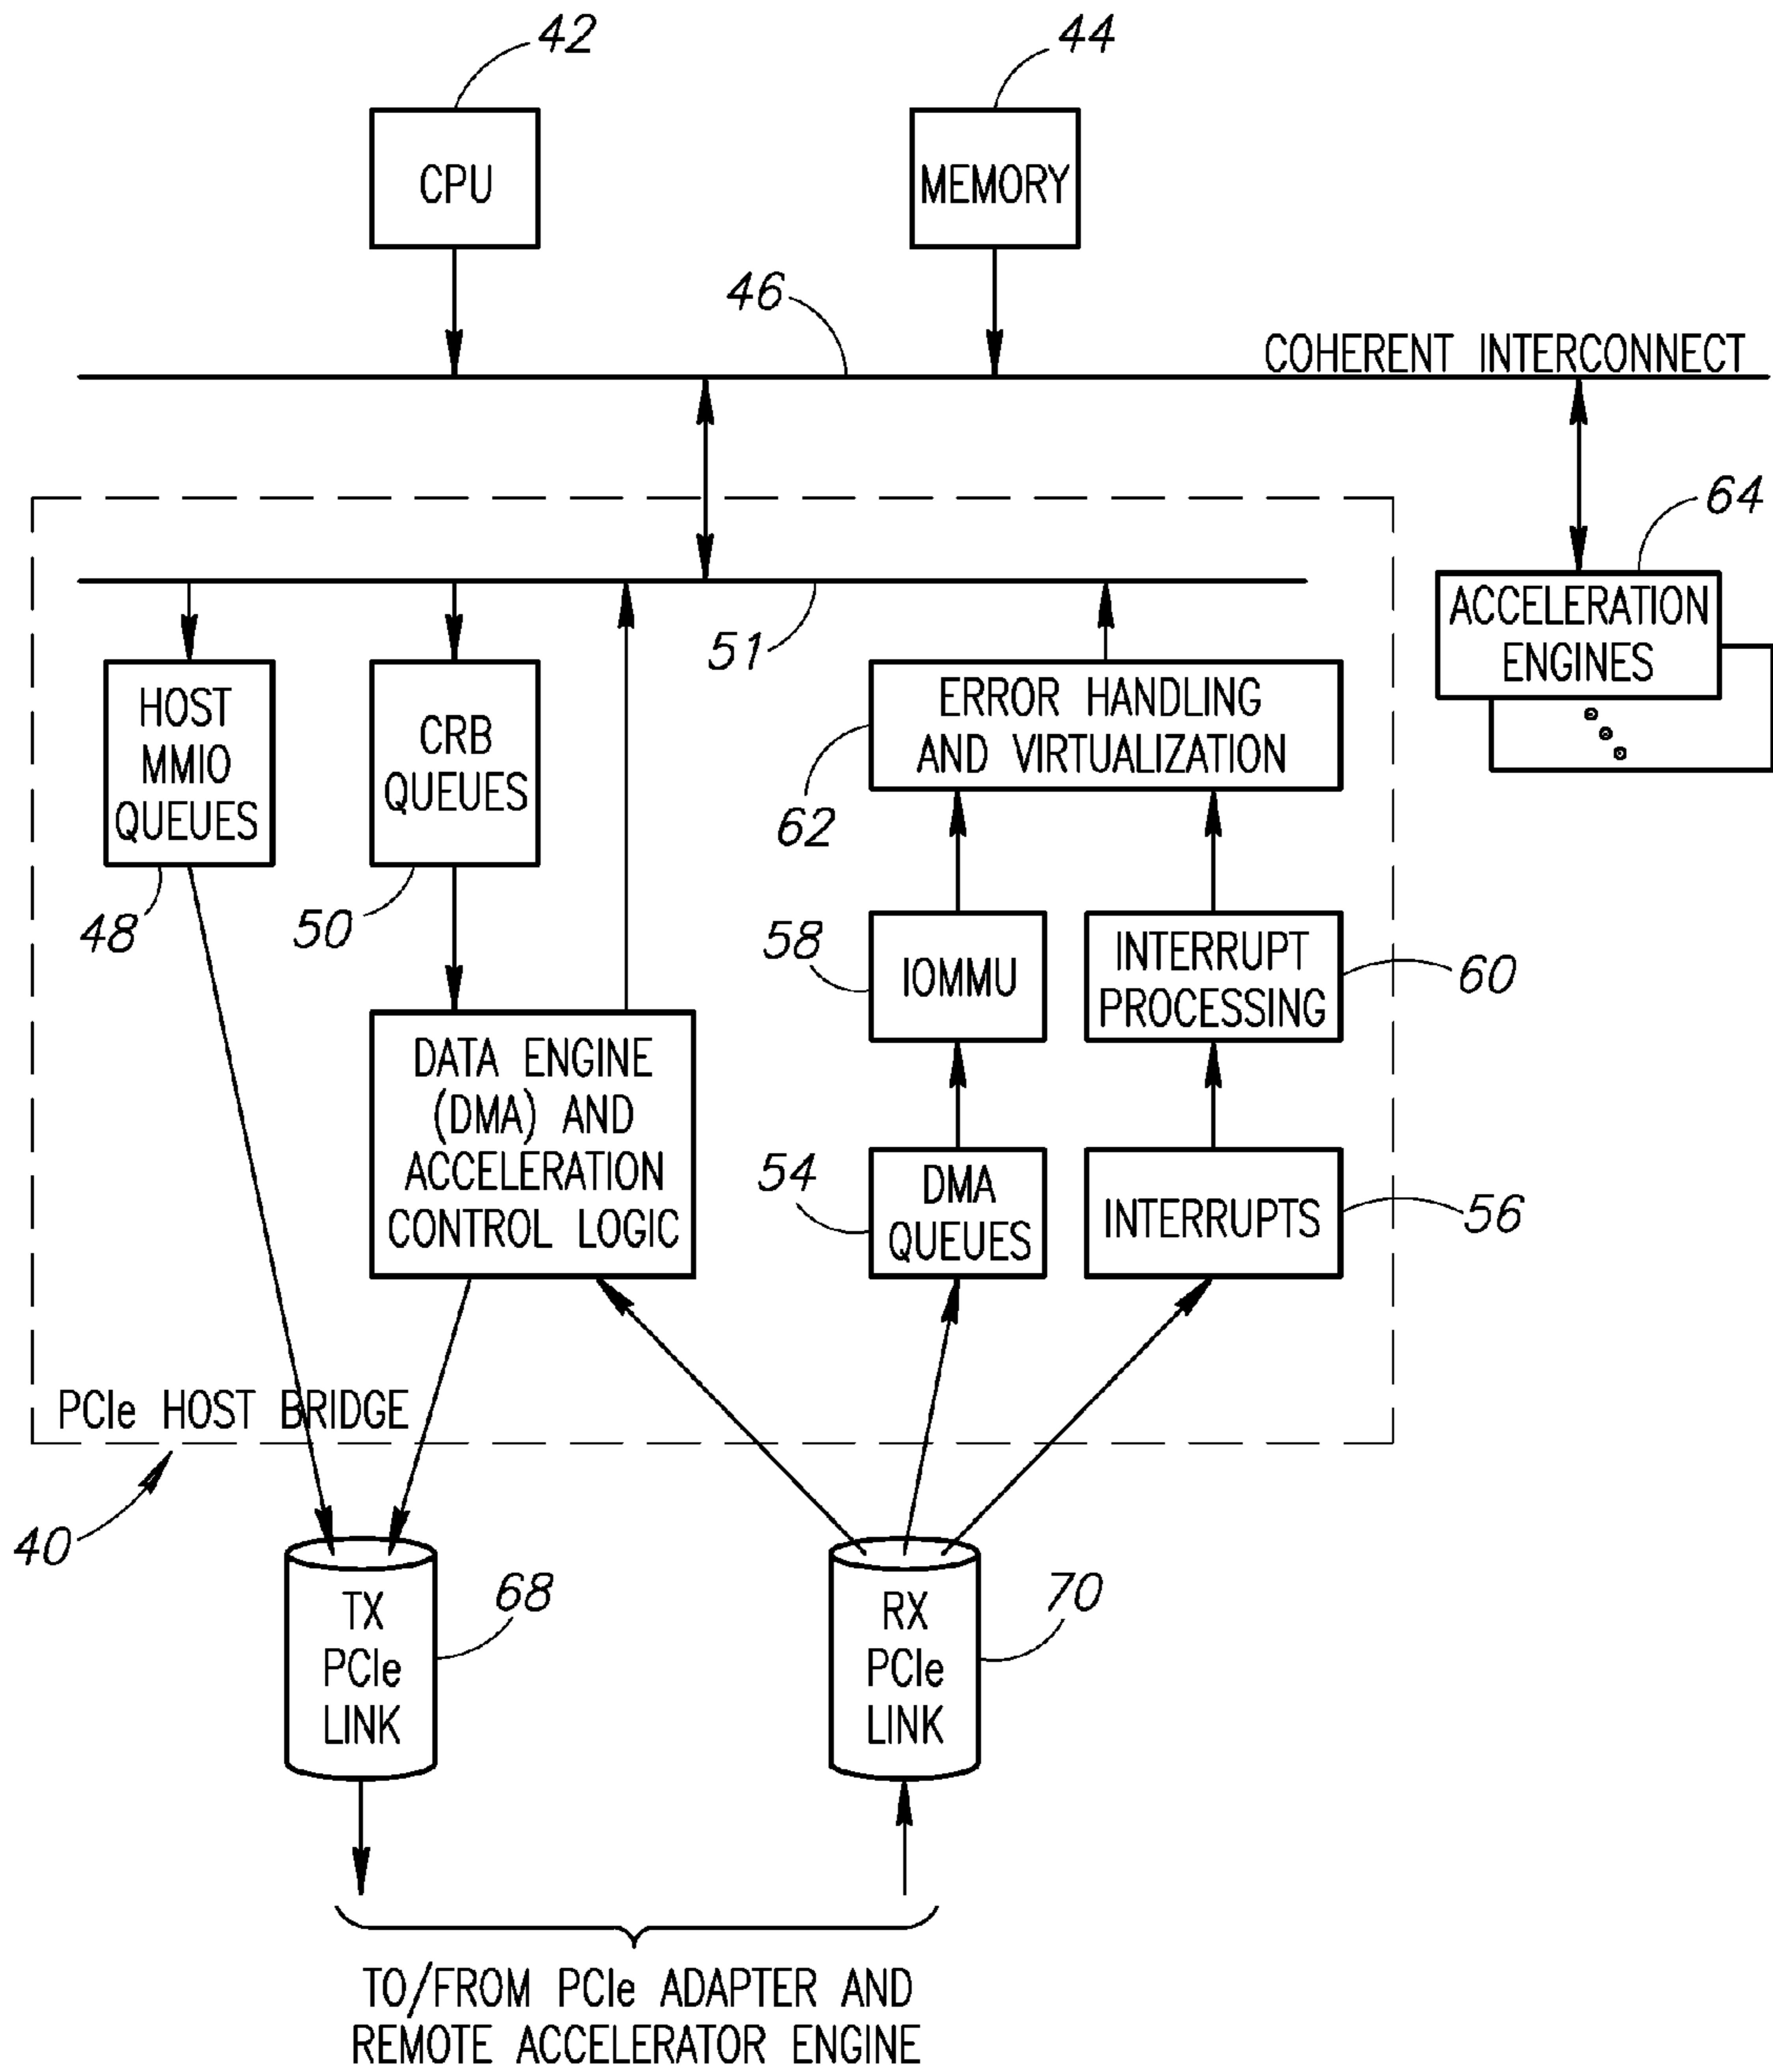 42
44
CPU
MEMORY
46
COHERENT INTERCONNECT
64
51
ACCELERATION
ENGINES
HOST
MMIO
QUEUES
CRB
QUEUES
ERROR HANDLING
AND VIRTUALIZATION
62
48
50
58
IOMMU
INTERRUPT
PROCESSING
60
DATA ENGINE
(DMA) AND
ACCELERATION
CONTROL LOGIC
54
DMA
QUEUES
INTERRUPTS
56
PCIe HOST BRIDGE
40
TX
PCIe
LINK
68
RX
PCIe
LINK
70
TO/FROM PCIe ADAPTER AND
REMOTE ACCELERATOR ENGINE